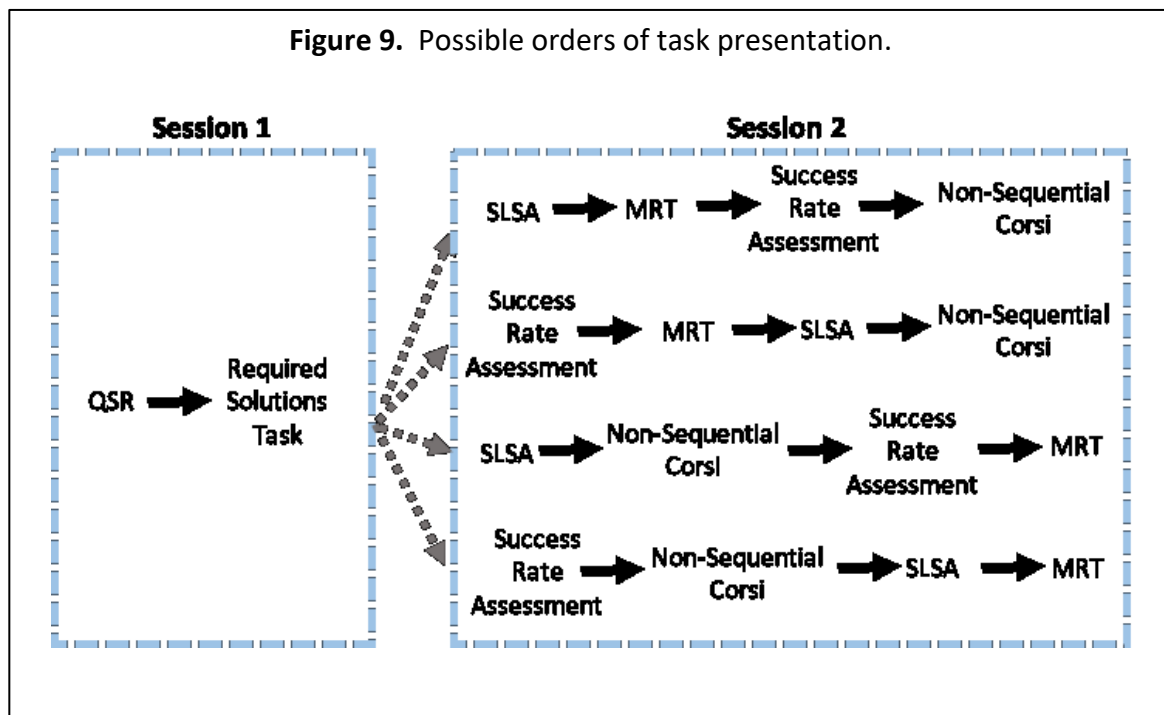 Figure 9. Possible orders of task presentation.
Session 1
Session 2
QSR
Required
Solutions
Task
SLSA
MRT
Success
Rate
Assessment
Non-Sequential
Corsi
Success
Rate
Assessment
MRT
SLSA
Non-Sequential
Corsi
SLSA
Non-Sequential
Corsi
Success
Rate
Assessment
MRT
Success
Rate
Assessment
Non-Sequential
Corsi
SLSA
MRT